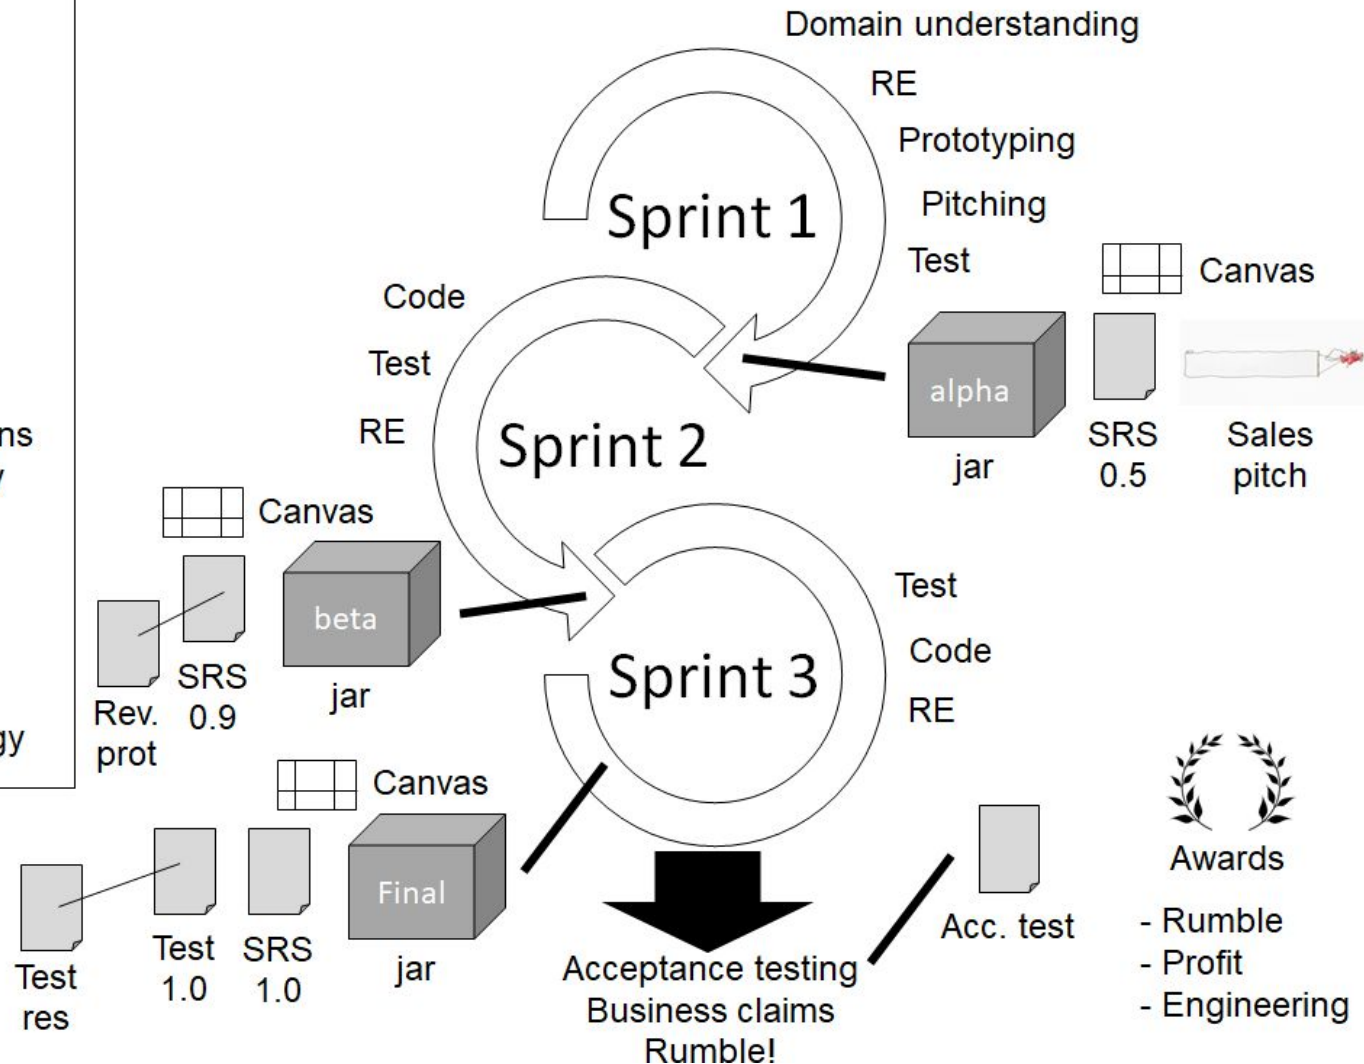 Domain understanding
RE
Prototyping
Pitching
Test
Sprint 1
Canvas
alpha
jar
SRS
0.5
Sales
pitch
Code
Test
RE
Sprint 2
Canvas
beta
jar
SRS
0.9
Rev.
prot
Test
Code
RE
Sprint 3
Canvas
Final
jar
SRS
1.0
Test
1.0
Test
res
Acceptance testing
Business claims
Rumble!
Acc. test
Awards
- Rumble
- Profit
- Engineering